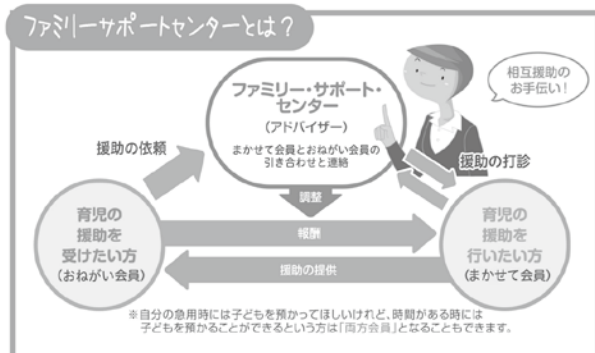 ファミリーサポートセンターとは？
相互援助の
お手伝い！
ファミリー・サポート・
センター
（アドバイザー）
まかせて会員とおねがい会員の
引き合わせと連絡
援助の依頼
援助の打診
調整
育児の
援助を
受けたい方
（おねがい会員）
報酬
援助の提供
育児の
援助を
行いたい方
（まかせて会員）
※自分の急用時には子どもを預かってほしいけれど、時間がある時には
子どもを預かることができるという方は「両方会員」となることもできます。